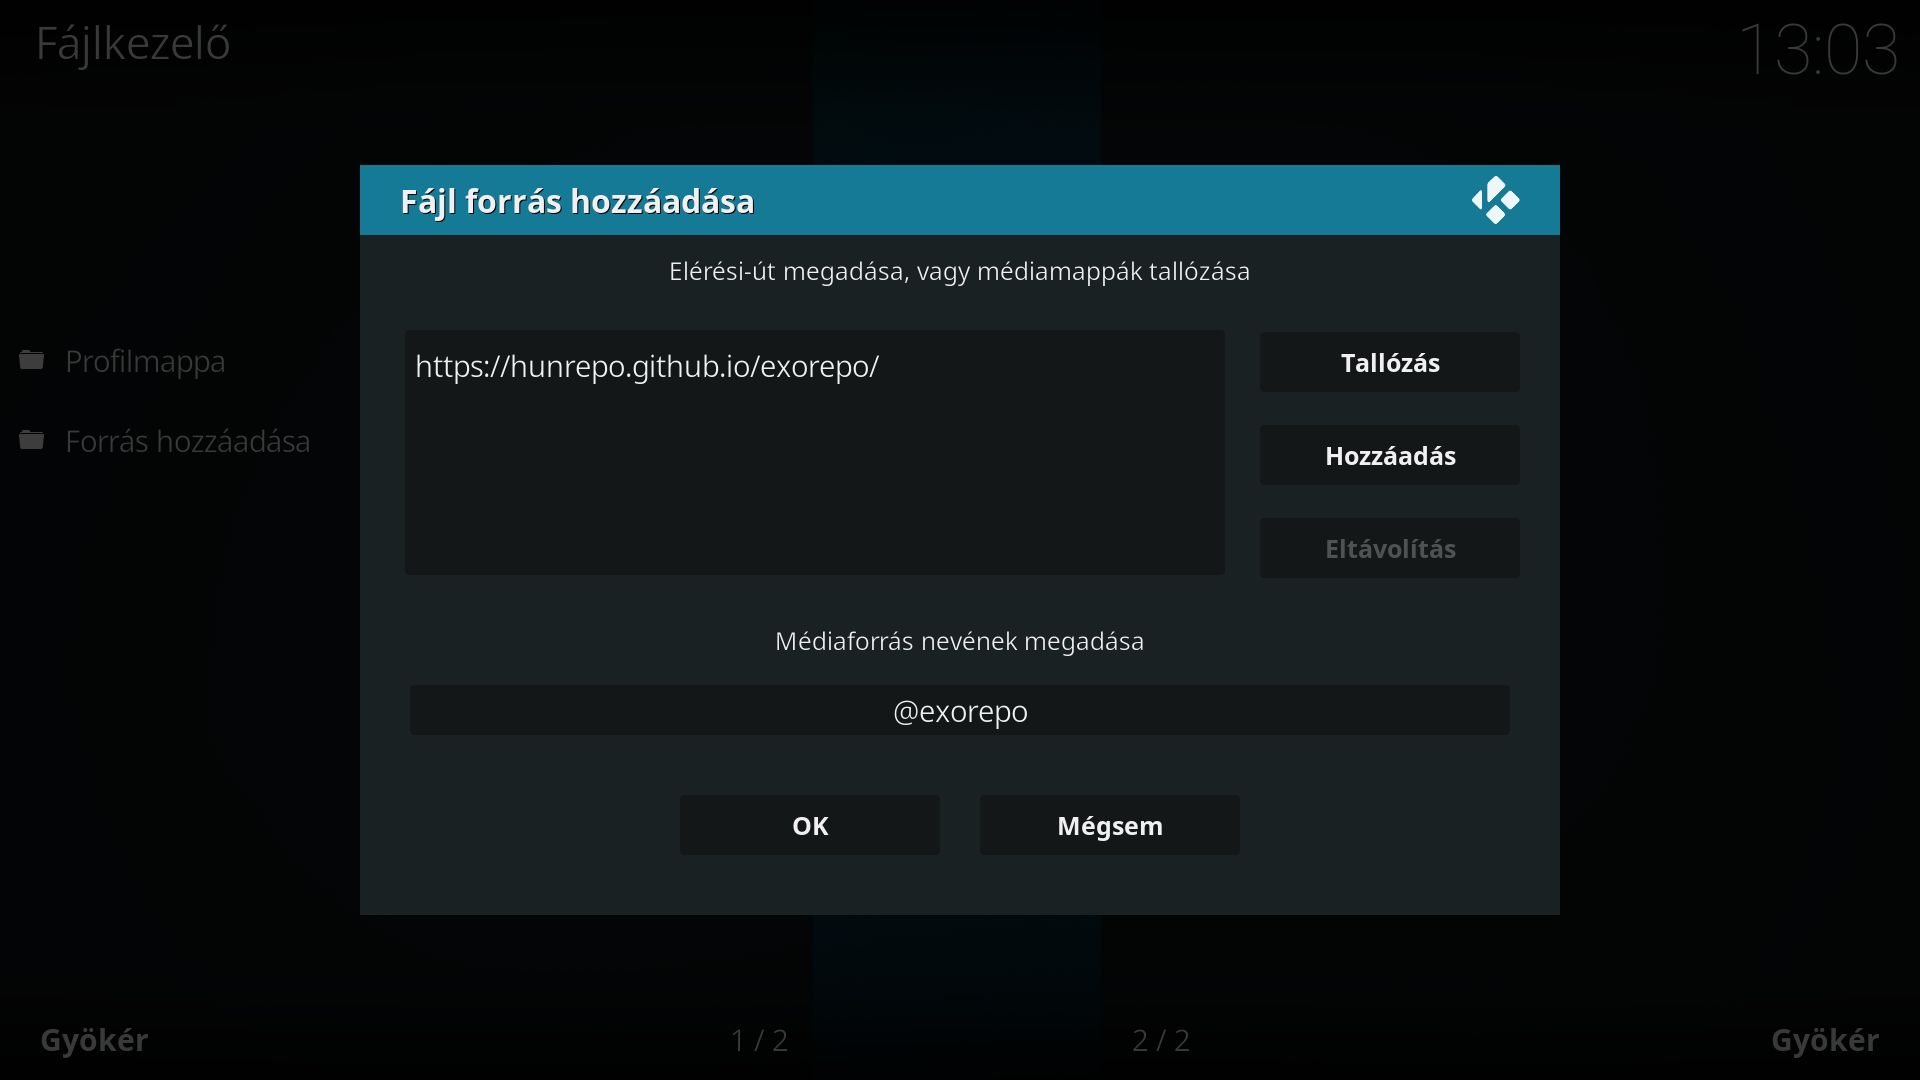 Fájlkezelő
13:03
Fájl forrás hozzáadása
Elérési-út megadása, vagy médiamappák tallózása
https://hunrepo.github.io/exorepo/
Tallózás
Hozzáadás
Eltávolítás
Profilmappa
Forrás hozzáadása
Médiaforrás nevének megadása
@exorepo
OK
Mégsem
Gyökér
1 / 2
2 / 2
Gyökér